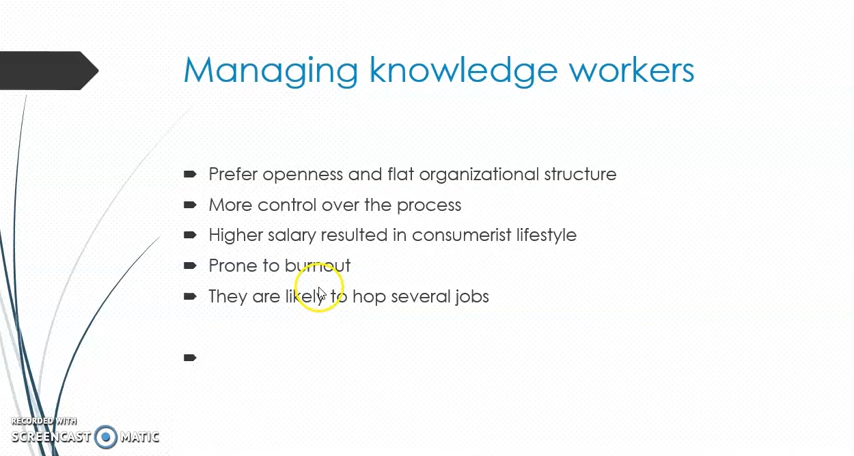 Managing knowledge workers
Prefer openness and flat organizational structure
More control over the process
Higher salary resulted in consumerist lifestyle
Prone to burnout
They are likely to hop several jobs
RECORDED WITH
SCREENCAST MATIC